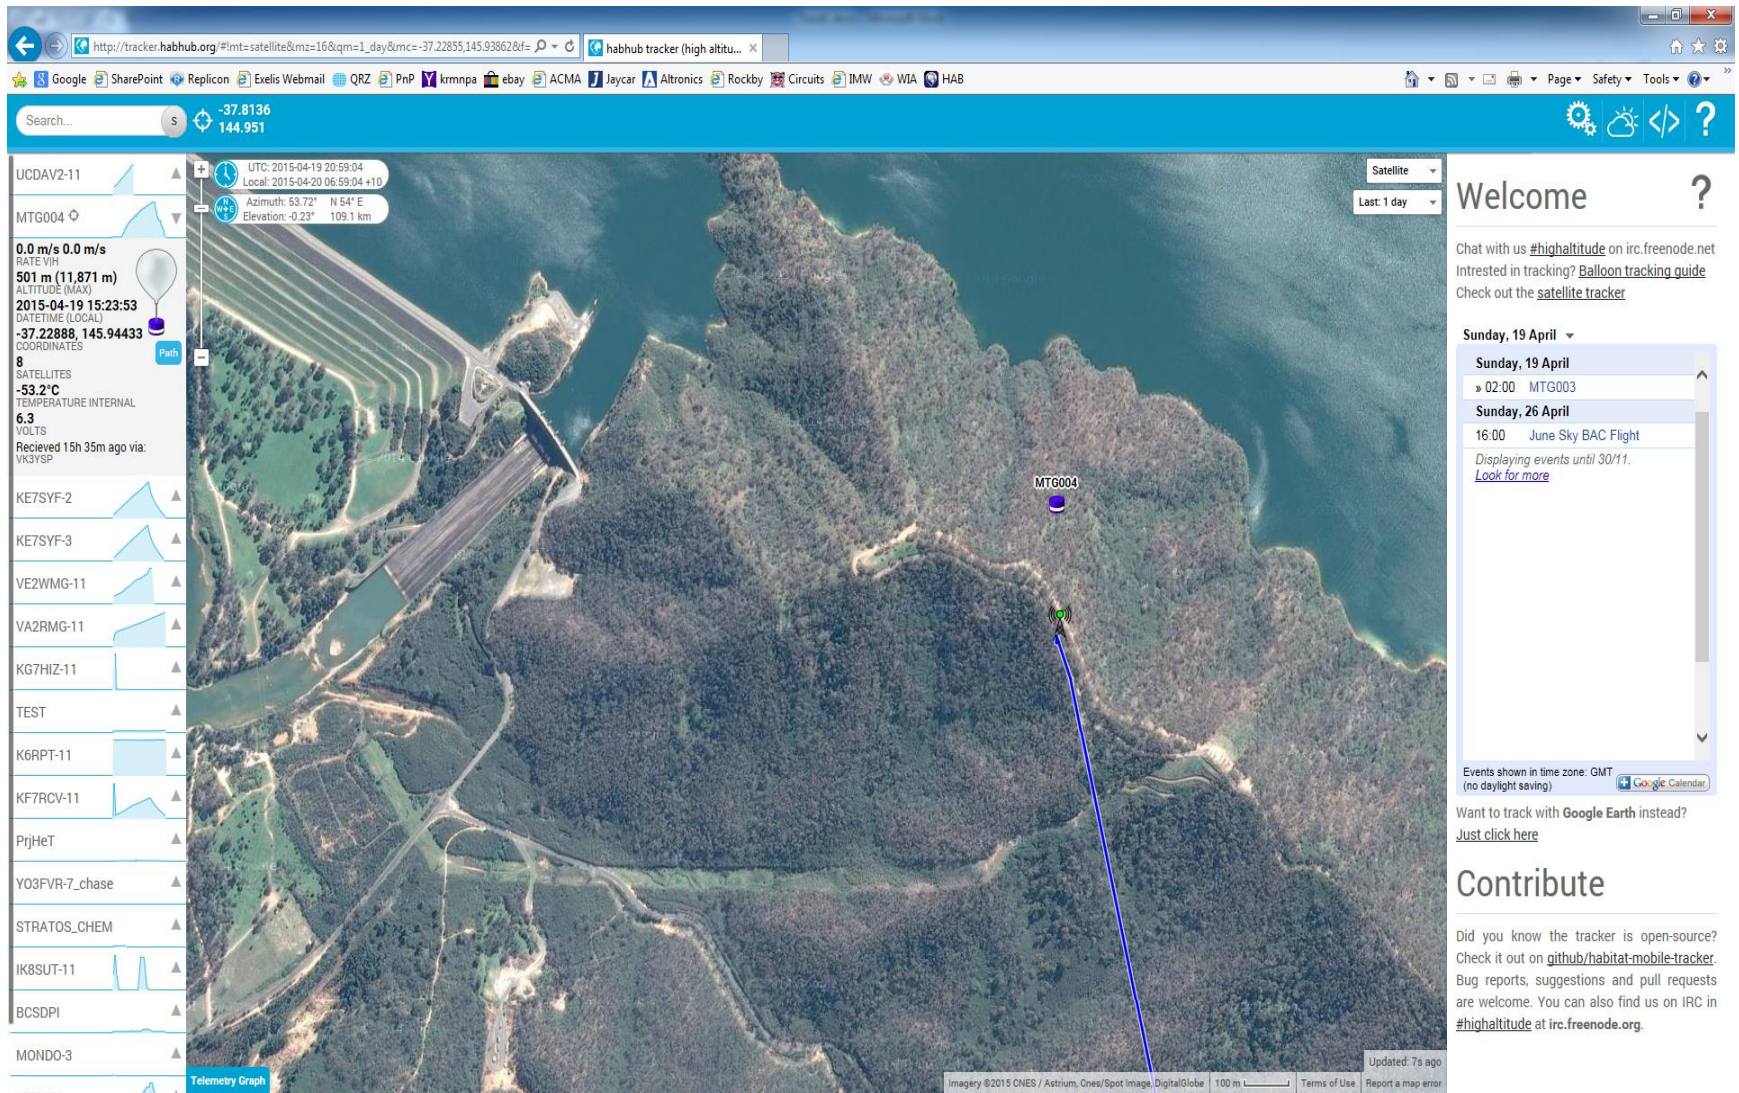 http://tracker.habhub.org/#!mt=satellite&mz=16&qm=1_day&mc=-37.22855,145.93862&f=
habhub tracker (high altitu...
Google SharePoint Replicon Exelis Webmail QRZ PnP krmnpa ebay ACMA Jaycar Altronics Rockby Circuits IMW WIA HAB
Page Safety Tools
Search...
S
-37.8136
144.951
</>
?
UCDAV2-11
MTG004
0.0 m/s 0.0 m/s
RATE V|H
501 m (11,871 m)
ALTITUDE (MAX)
2015-04-19 15:23:53
DATETIME (LOCAL)
-37.22888, 145.94433
COORDINATES
Path
8
SATELLITES
-53.2°C
TEMPERATURE INTERNAL
6.3
VOLTS
Recieved 15h 35m ago via:
VK3YSP
KE7SYF-2
KE7SYF-3
VE2WMG-11
VA2RMG-11
KG7HIZ-11
TEST
K6RPT-11
KF7RCV-11
PrjHeT
YO3FVR-7_chase
STRATOS_CHEM
IK8SUT-11
BCSDPI
MONDO-3
UTC: 2015-04-19 20:59:04
Local: 2015-04-20 06:59:04 +10
Azimuth: 53.72° N 54° E
Elevation: -0.23° 109.1 km
Satellite
Last: 1 day
MTG004
Telemetry Graph
Updated: 7s ago
Imagery ©2015 CNES / Astrium, Cnes/Spot Image, DigitalGlobe
100 m
Terms of Use
Report a map error
Welcome
?
Chat with us #highaltitude on irc.freenode.net
Intrested in tracking? Balloon tracking guide
Check out the satellite tracker
Sunday, 19 April
Sunday, 19 April
» 02:00 MTG003
Sunday, 26 April
16:00 June Sky BAC Flight
Displaying events until 30/11.
Look for more
Events shown in time zone: GMT
(no daylight saving)
Google Calendar
Want to track with Google Earth instead?
Just click here
Contribute
Did you know the tracker is open-source?
Check it out on github/habitat-mobile-tracker.
Bug reports, suggestions and pull requests
are welcome. You can also find us on IRC in
#highaltitude at irc.freenode.org.